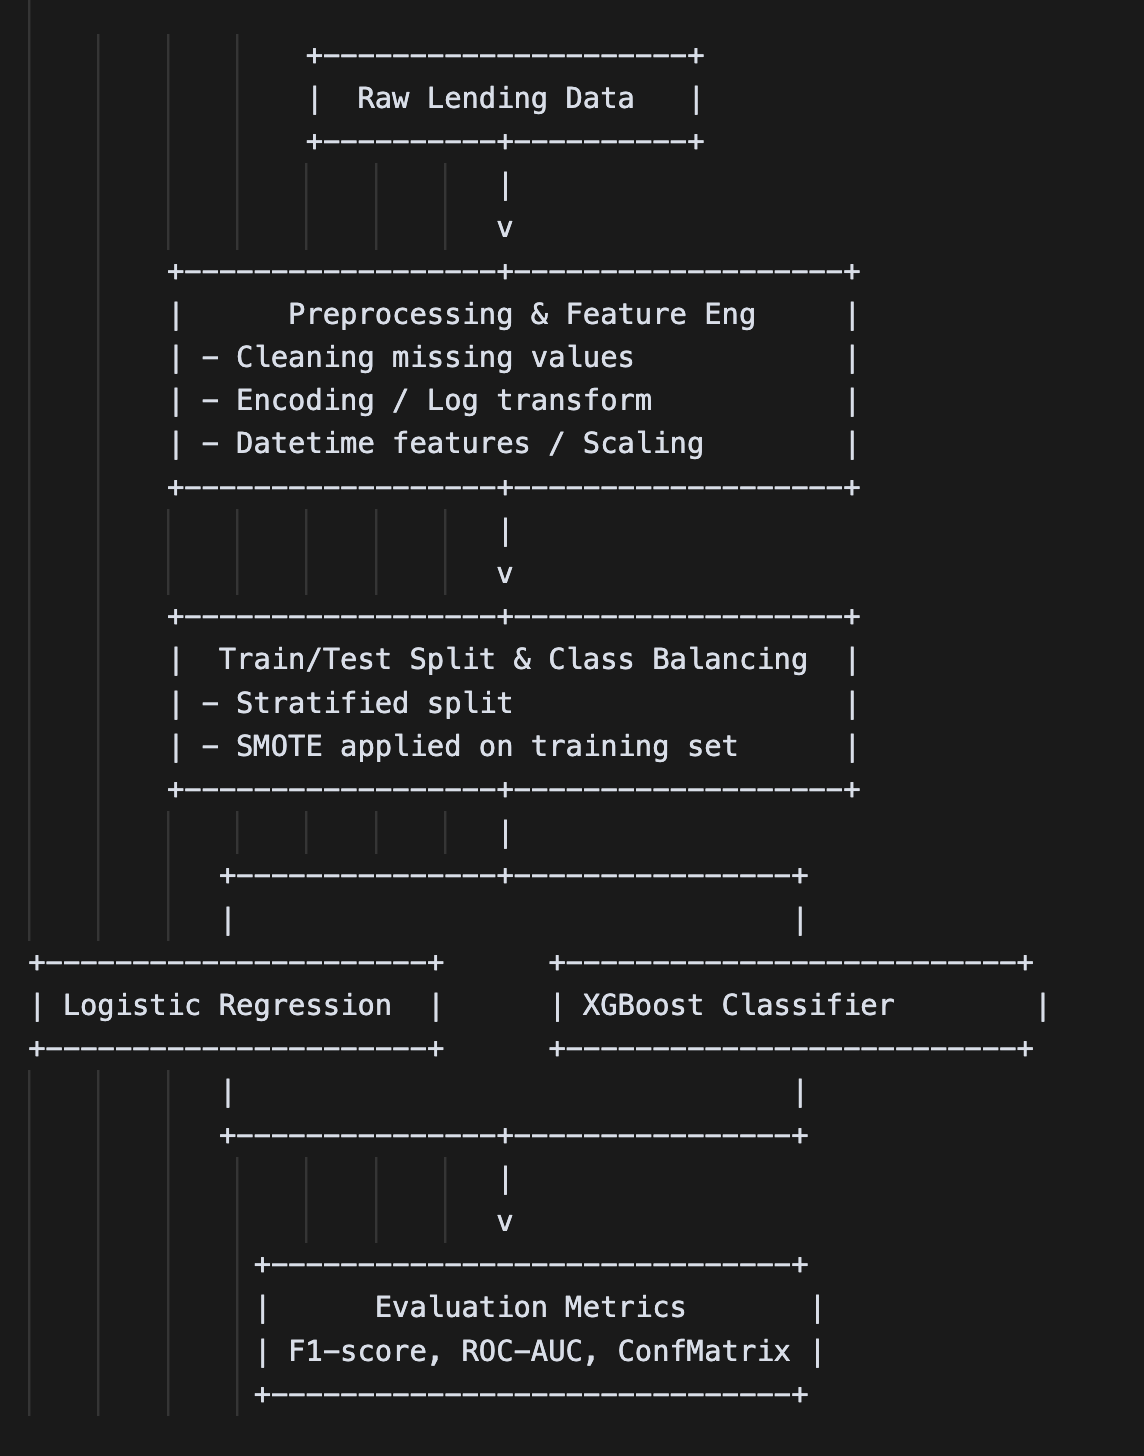 +---------------------+
|  Raw Lending Data   |
+----------+----------+
|
v
+------------------+-------------------+
|      Preprocessing & Feature Eng     |
| - Cleaning missing values            |
| - Encoding / Log transform           |
| - Datetime features / Scaling        |
+------------------+-------------------+
|
v
+------------------+-------------------+
|  Train/Test Split & Class Balancing  |
| - Stratified split                   |
| - SMOTE applied on training set      |
+------------------+-------------------+
|
+---------------+----------------+
|                                |
+----------------------+      +--------------------------+
| Logistic Regression  |      | XGBoost Classifier        |
+----------------------+      +--------------------------+
|                                |
+---------------+----------------+
|
v
+------------------------------+
|      Evaluation Metrics       |
| F1-score, ROC-AUC, ConfMatrix |
+------------------------------+